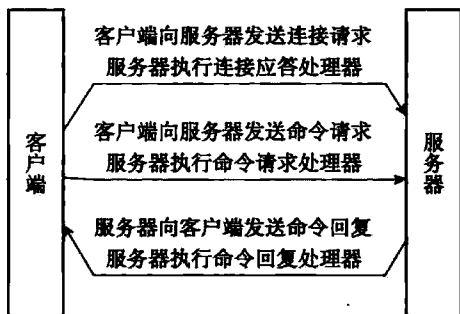 客户端向服务器发送连接请求
服务器执行连接应答处理器
客户端
客户端向服务器发送命令请求
服务器执行命令请求处理器
服务器
服务器向客户端发送命令回复
服务器执行命令回复处理器